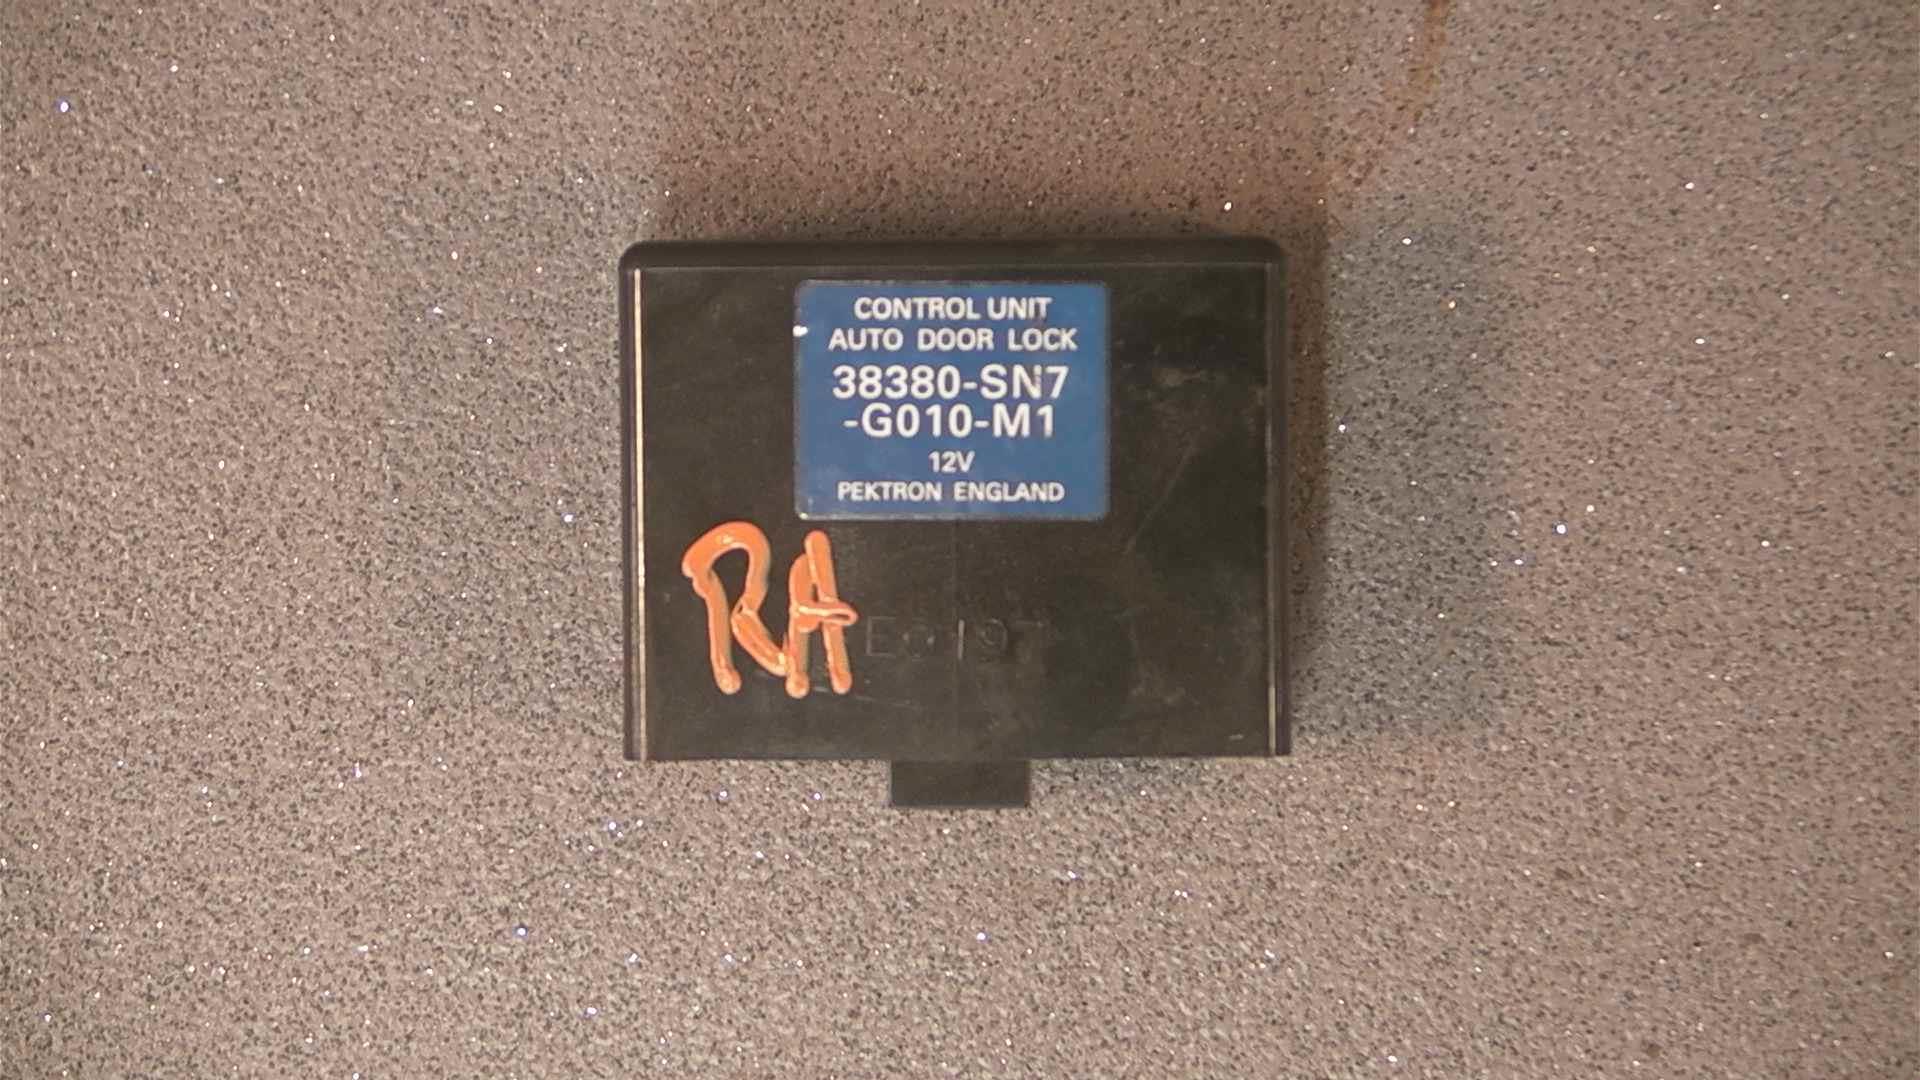 CONTROL UNIT
AUTO DOOR LOCK
38380-SN7
-G010-M1
12V
PEKTRON ENGLAND
RA